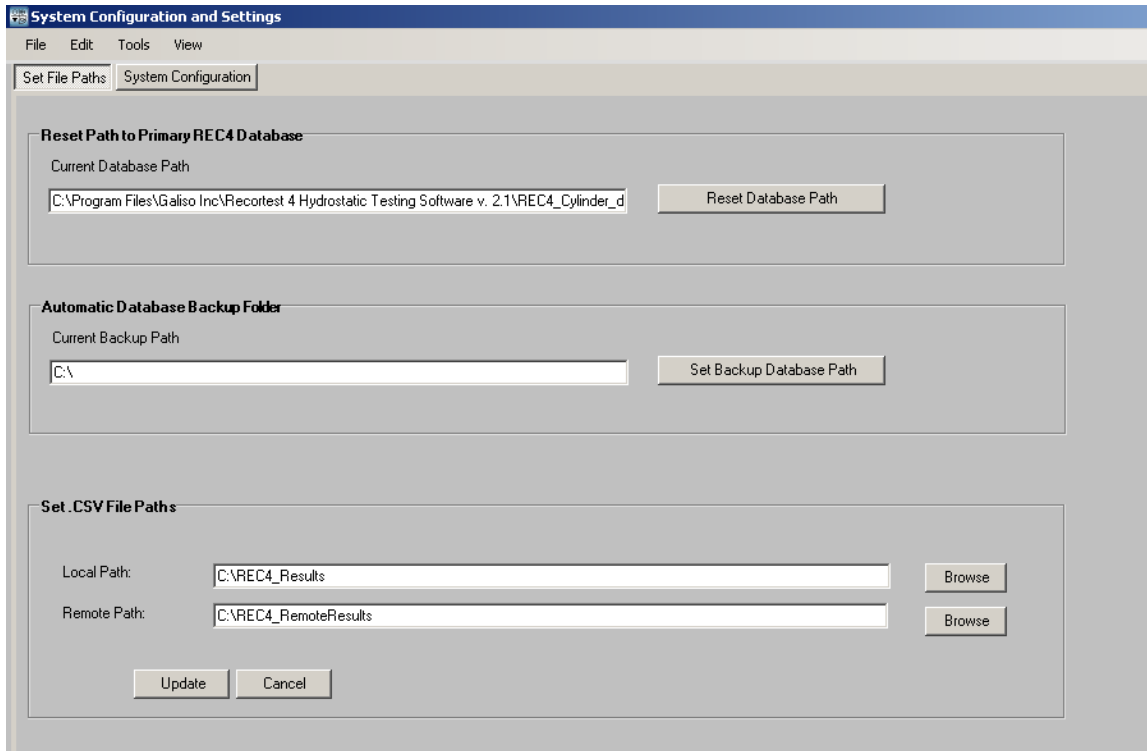 System Configuration and Settings
File Edit Tools View
Set File Paths System Configuration
Reset Path to Primary REC4 Database
Current Database Path
C:\Program Files\Galiso Inc\Recortest 4 Hydrostatic Testing Software v. 2.1\REC4_Cylinder_d Reset Database Path
Automatic Database Backup Folder
Current Backup Path
C:\ Set Backup Database Path
Set .CSV File Paths
Local Path: C:\REC4_Results Browse
Remote Path: C:\REC4_RemoteResults Browse
Update Cancel